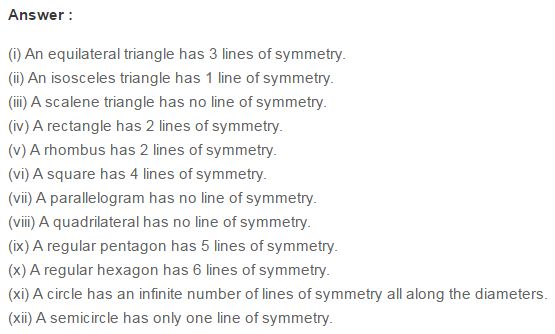 Answer :
(i) An equilateral triangle has 3 lines of symmetry.
(ii) An isosceles triangle has 1 line of symmetry.
(iii) A scalene triangle has no line of symmetry.
(iv) A rectangle has 2 lines of symmetry.
(v) A rhombus has 2 lines of symmetry.
(vi) A square has 4 lines of symmetry.
(vii) A parallelogram has no line of symmetry.
(viii) A quadrilateral has no line of symmetry.
(ix) A regular pentagon has 5 lines of symmetry.
(x) A regular hexagon has 6 lines of symmetry.
(xi) A circle has an infinite number of lines of symmetry all along the diameters.
(xii) A semicircle has only one line of symmetry.